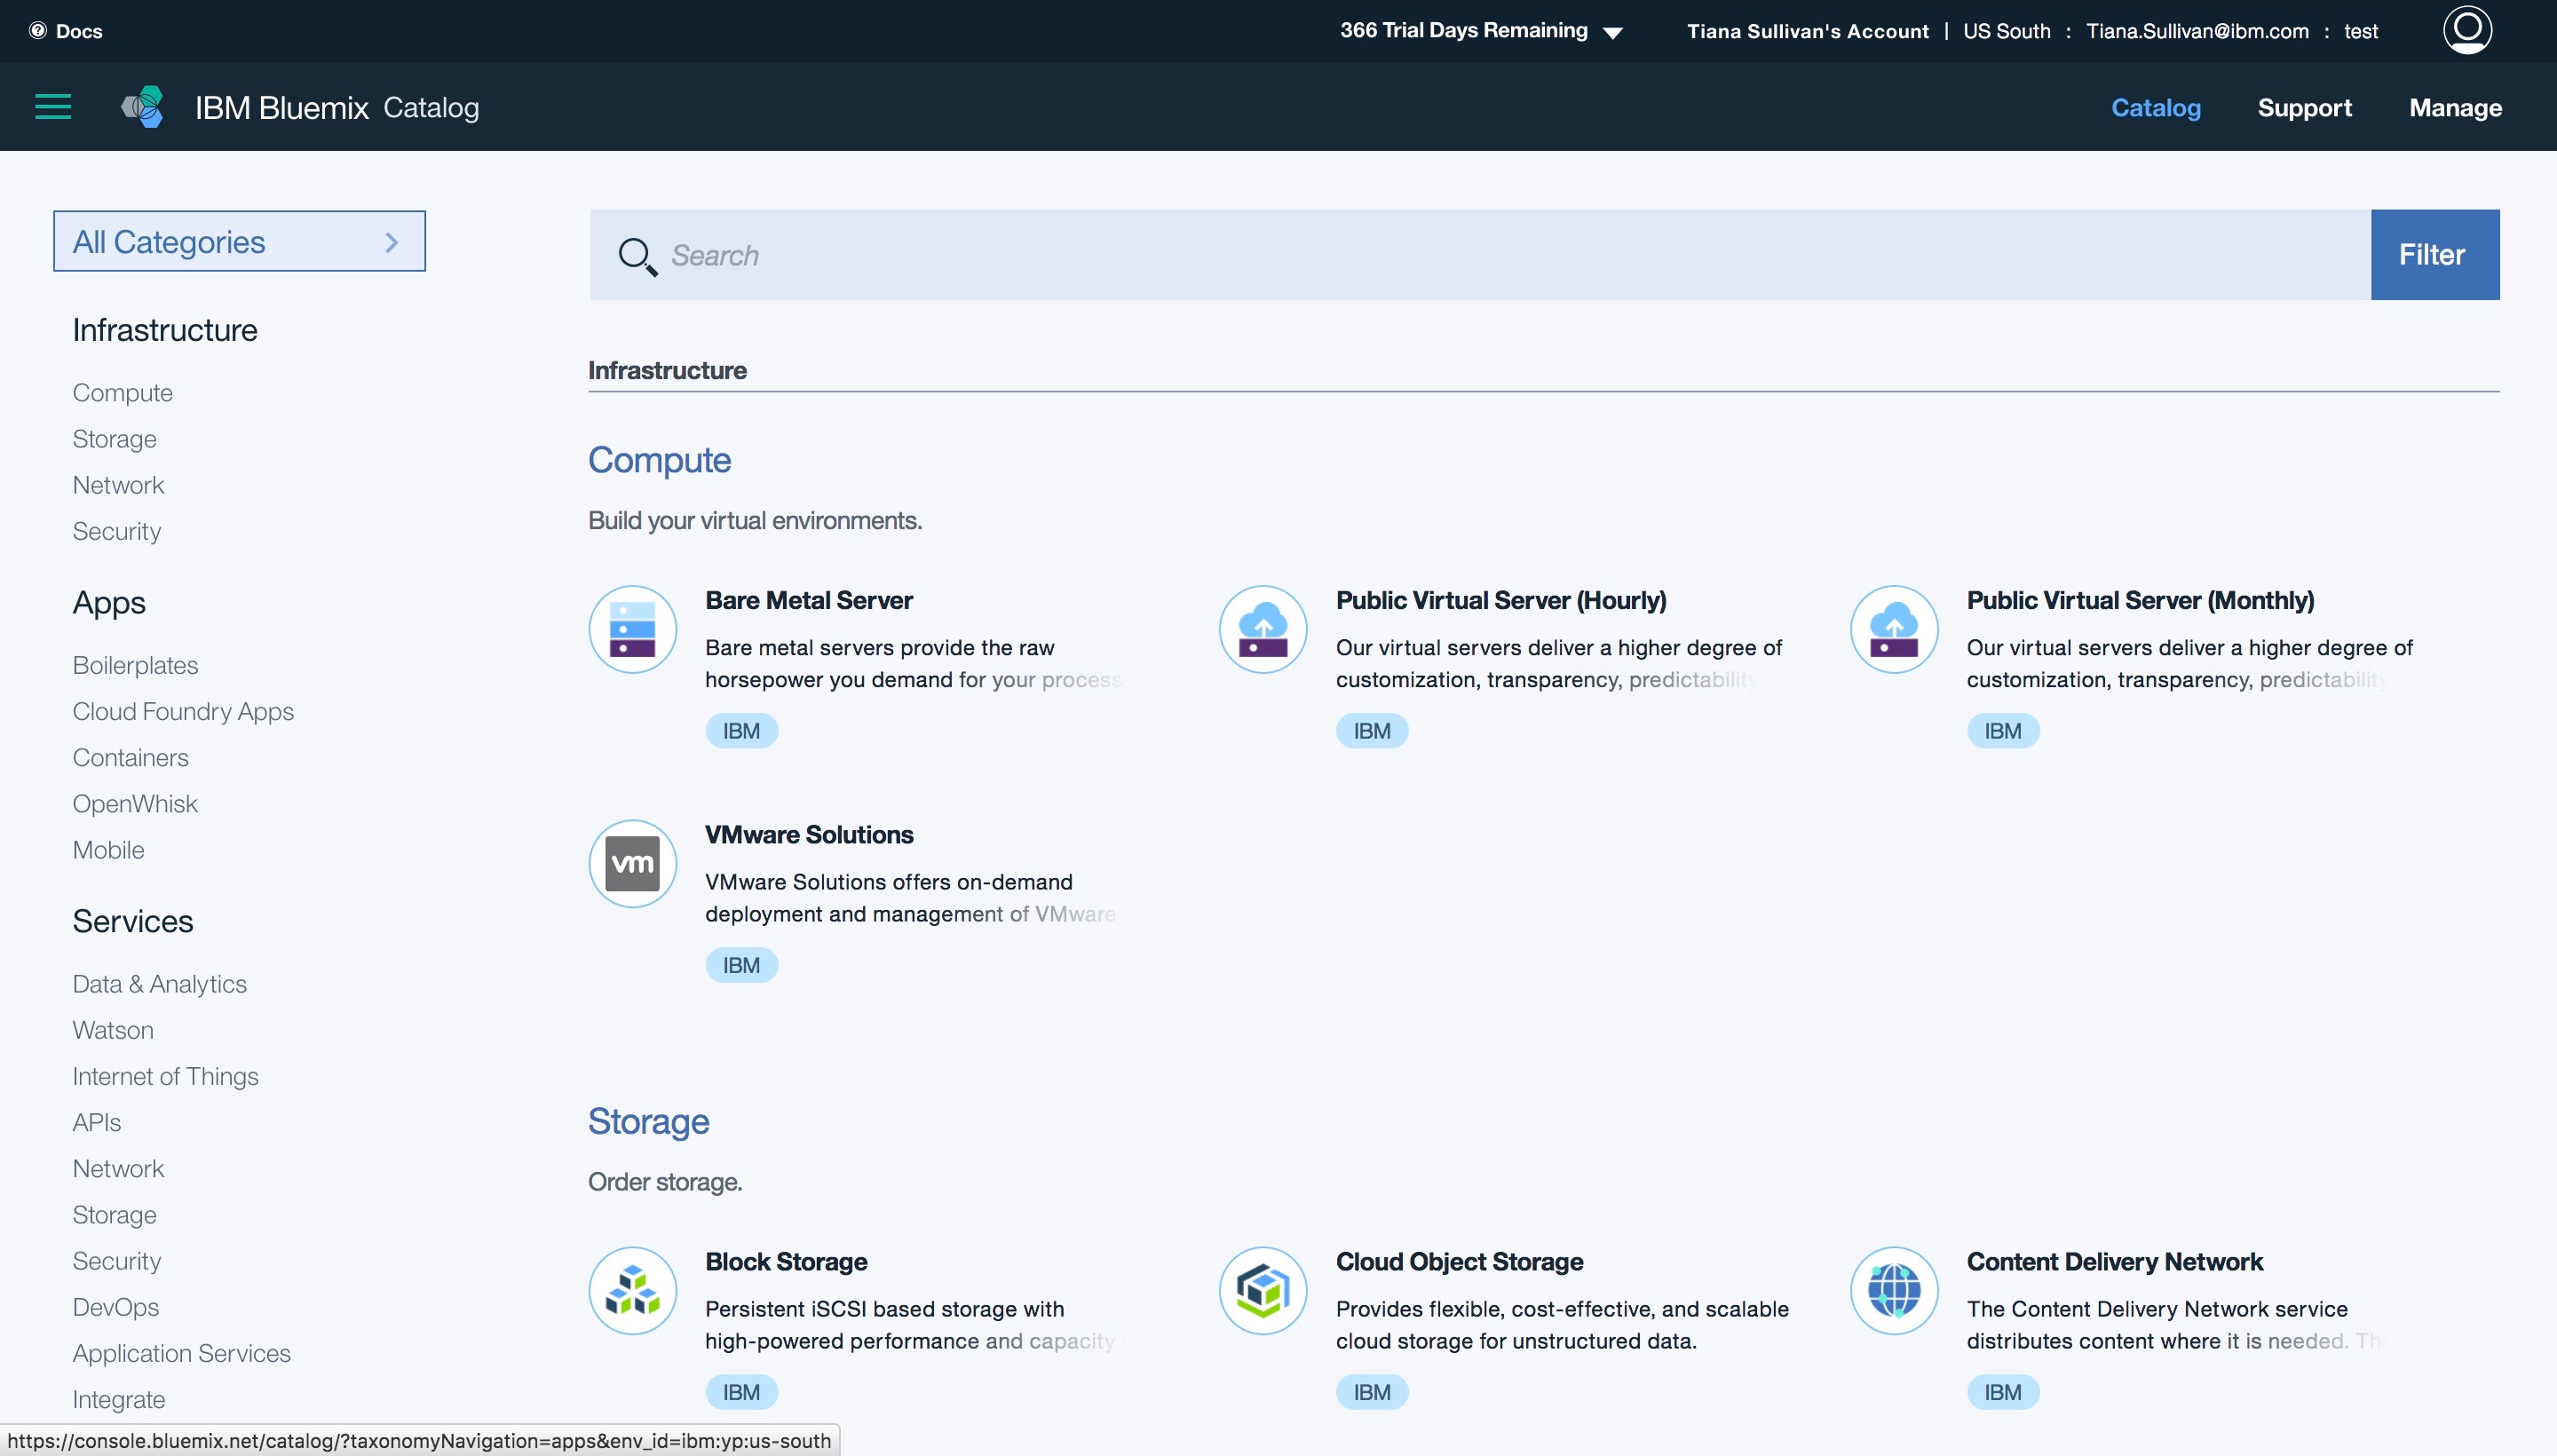 Docs
366 Trial Days Remaining
Tiana Sullivan's Account | US South : Tiana.Sullivan@ibm.com : test
IBM Bluemix Catalog
Catalog
Support
Manage
All Categories
Infrastructure
Compute
Storage
Network
Security
Apps
Boilerplates
Cloud Foundry Apps
Containers
OpenWhisk
Mobile
Services
Data & Analytics
Watson
Internet of Things
APIs
Network
Storage
Security
DevOps
Application Services
Integrate
Search
Filter
Infrastructure
Compute
Build your virtual environments.
Bare Metal Server
Bare metal servers provide the raw
horsepower you demand for your process
IBM
Public Virtual Server (Hourly)
Our virtual servers deliver a higher degree of
customization, transparency, predictability
IBM
Public Virtual Server (Monthly)
Our virtual servers deliver a higher degree of
customization, transparency, predictability
IBM
vm
VMware Solutions
VMware Solutions offers on-demand
deployment and management of VMware
IBM
Storage
Order storage.
Block Storage
Persistent iSCSI based storage with
high-powered performance and capacity
IBM
Cloud Object Storage
Provides flexible, cost-effective, and scalable
cloud storage for unstructured data.
IBM
Content Delivery Network
The Content Delivery Network service
distributes content where it is needed. The
IBM
https://console.bluemix.net/catalog/?taxonomyNavigation=apps&env_id=ibm:yp:us-south